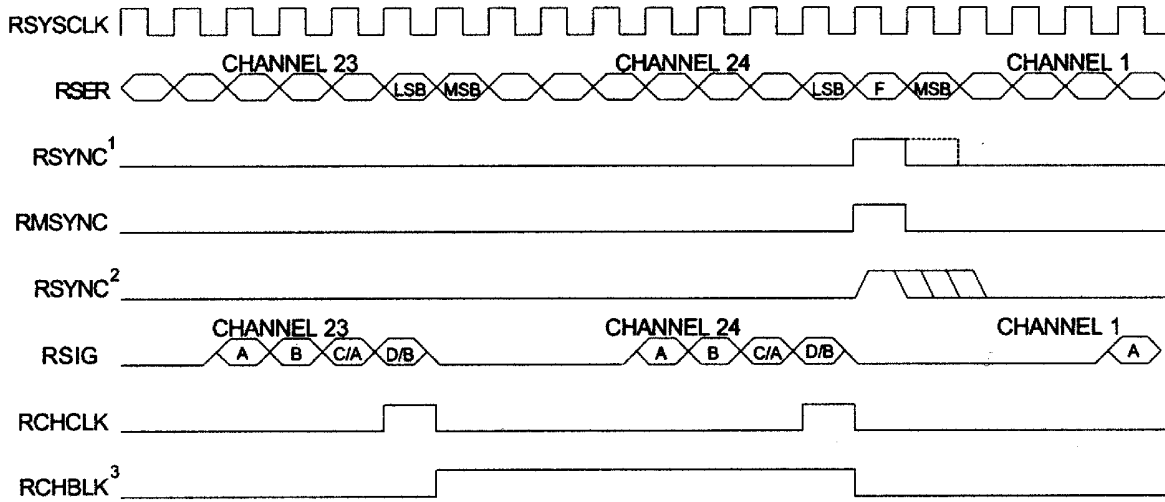 RSYSCLK
CHANNEL 23 CHANNEL 24 CHANNEL 1
RSER LSB MSB LSB F MSB
RSYNC¹
RMSYNC
RSYNC²
CHANNEL 23 CHANNEL 24 CHANNEL 1
RSIG A B C/A D/B A B C/A D/B A
RCHCLK
RCHBLK³